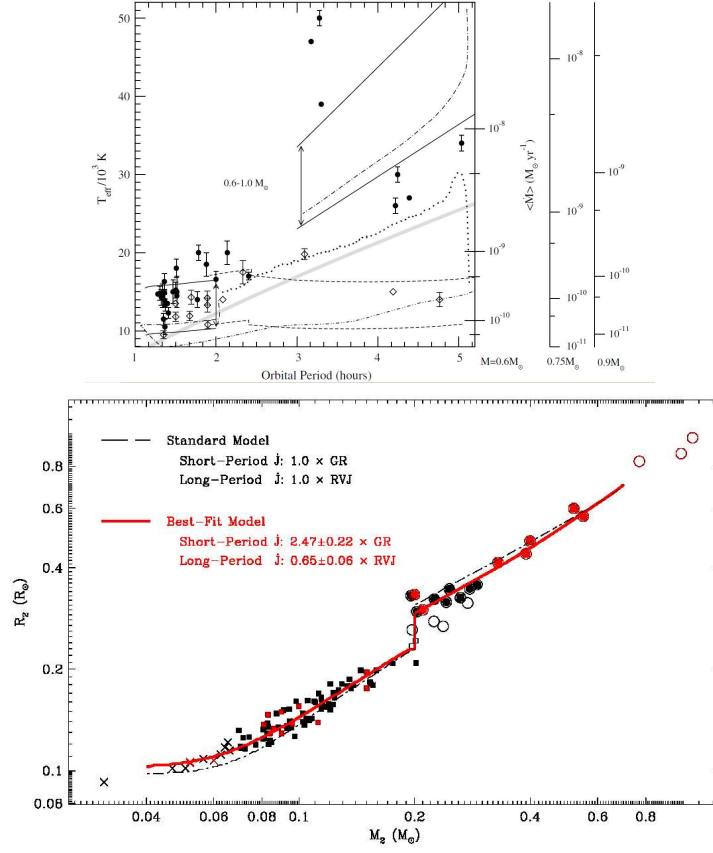 50
40
30
20
10
T_eff/10^3 K
0.6-1.0 M_⊙
1
2
3
4
5
Orbital Period (hours)
10^-8
10^-9
10^-10
M=0.6M_⊙
<Ṁ> (M_⊙ yr^-1)
10^-8
10^-9
10^-10
10^-11
0.75M_⊙
10^-9
10^-10
10^-11
0.9M_⊙
Standard Model
Short-Period J̇: 1.0 × GR
Long-Period J̇: 1.0 × RVJ
Best-Fit Model
Short-Period J̇: 2.47±0.22 × GR
Long-Period J̇: 0.65±0.06 × RVJ
R_2 (R_⊙)
0.8
0.6
0.4
0.2
0.1
0.08
0.04
0.06
0.08
0.1
0.2
0.4
0.6
0.8
M_2 (M_⊙)